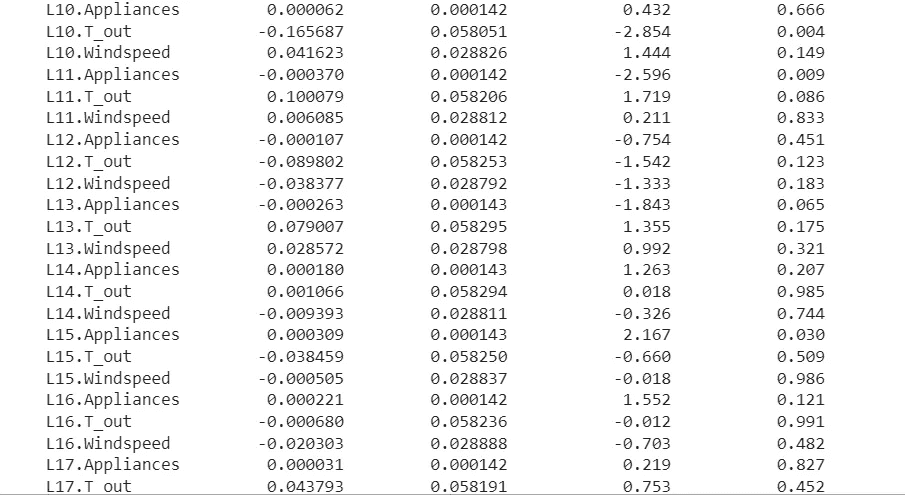 L10.Appliances 0.000062 0.000142 0.432 0.666
L10.T_out -0.165687 0.058051 -2.854 0.004
L10.Windspeed 0.041623 0.028826 1.444 0.149
L11.Appliances -0.000370 0.000142 -2.596 0.009
L11.T_out 0.100079 0.058206 1.719 0.086
L11.Windspeed 0.006085 0.028812 0.211 0.833
L12.Appliances -0.000107 0.000142 -0.754 0.451
L12.T_out -0.089802 0.058253 -1.542 0.123
L12.Windspeed -0.038377 0.028792 -1.333 0.183
L13.Appliances -0.000263 0.000143 -1.843 0.065
L13.T_out 0.079007 0.058295 1.355 0.175
L13.Windspeed 0.028572 0.028798 0.992 0.321
L14.Appliances 0.000180 0.000143 1.263 0.207
L14.T_out 0.001066 0.058294 0.018 0.985
L14.Windspeed -0.009393 0.028811 -0.326 0.744
L15.Appliances 0.000309 0.000143 2.167 0.030
L15.T_out -0.038459 0.058250 -0.660 0.509
L15.Windspeed -0.000505 0.028837 -0.018 0.986
L16.Appliances 0.000221 0.000142 1.552 0.121
L16.T_out -0.000680 0.058236 -0.012 0.991
L16.Windspeed -0.020303 0.028888 -0.703 0.482
L17.Appliances 0.000031 0.000142 0.219 0.827
L17.T_out 0.043793 0.058191 0.753 0.452